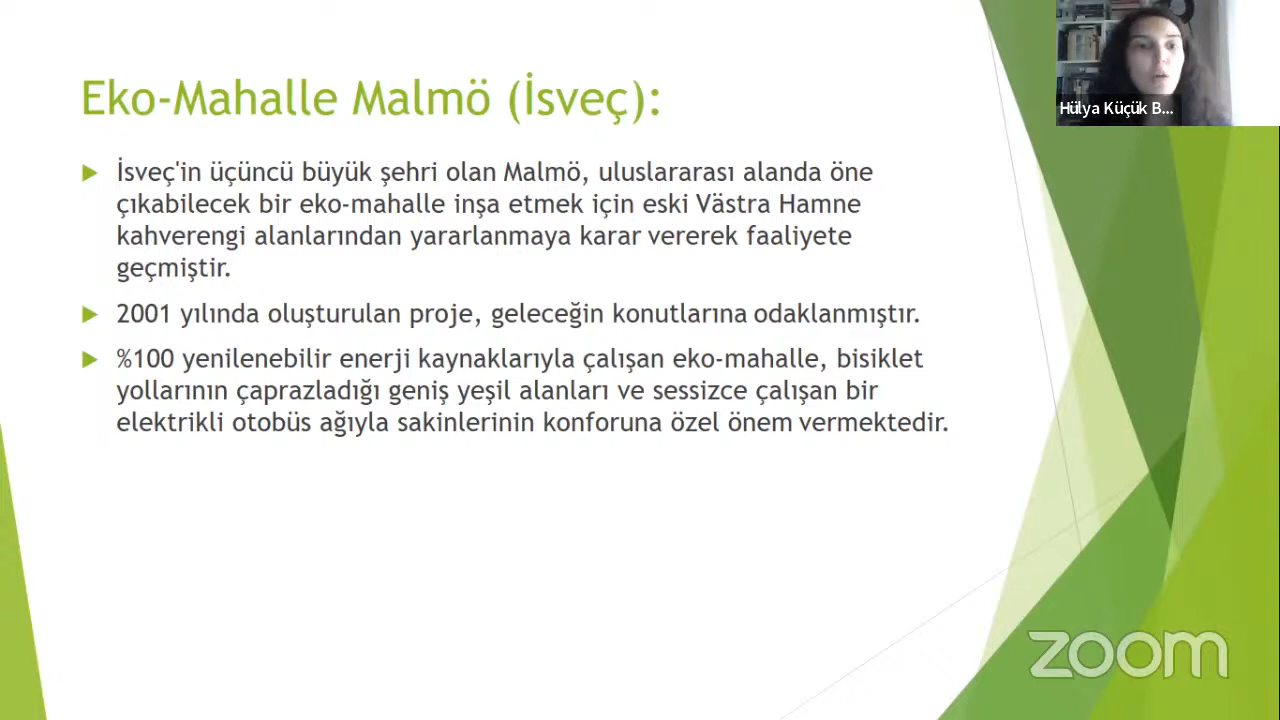 Eko-Mahalle Malmö (İsveç):
İsveç'in üçüncü büyük şehri olan Malmö, uluslararası alanda öne
çıkabilecek bir eko-mahalle inşa etmek için eski Västra Hamne
kahverengi alanlarından yararlanmaya karar vererek faaliyete
geçmiştir.
2001 yılında oluşturulan proje, geleceğin konutlarına odaklanmıştır.
%100 yenilenebilir enerji kaynaklarıyla çalışan eko-mahalle, bisiklet
yollarının çaprazladığı geniş yeşil alanları ve sessizce çalışan bir
elektrikli otobüs ağıyla sakinlerinin konforuna özel önem vermektedir.
Hülya Küçük B...
zoom